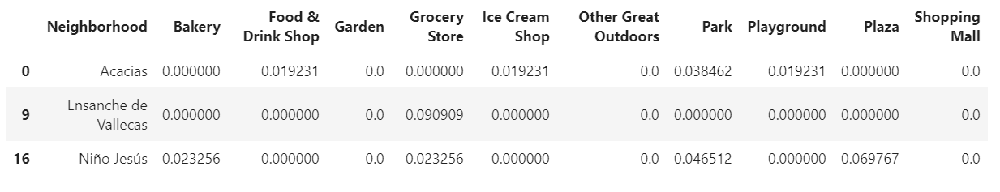 Neighborhood Bakery Food & Drink Shop Garden Grocery Store Ice Cream Shop Other Great Outdoors Park Playground Plaza Shopping Mall
0 Acacias 0.000000 0.019231 0.0 0.000000 0.019231 0.0 0.038462 0.019231 0.000000 0.0
9 Ensanche de Vallecas 0.000000 0.000000 0.0 0.090909 0.000000 0.0 0.000000 0.000000 0.000000 0.0
16 Niño Jesús 0.023256 0.000000 0.0 0.023256 0.000000 0.0 0.046512 0.000000 0.069767 0.0